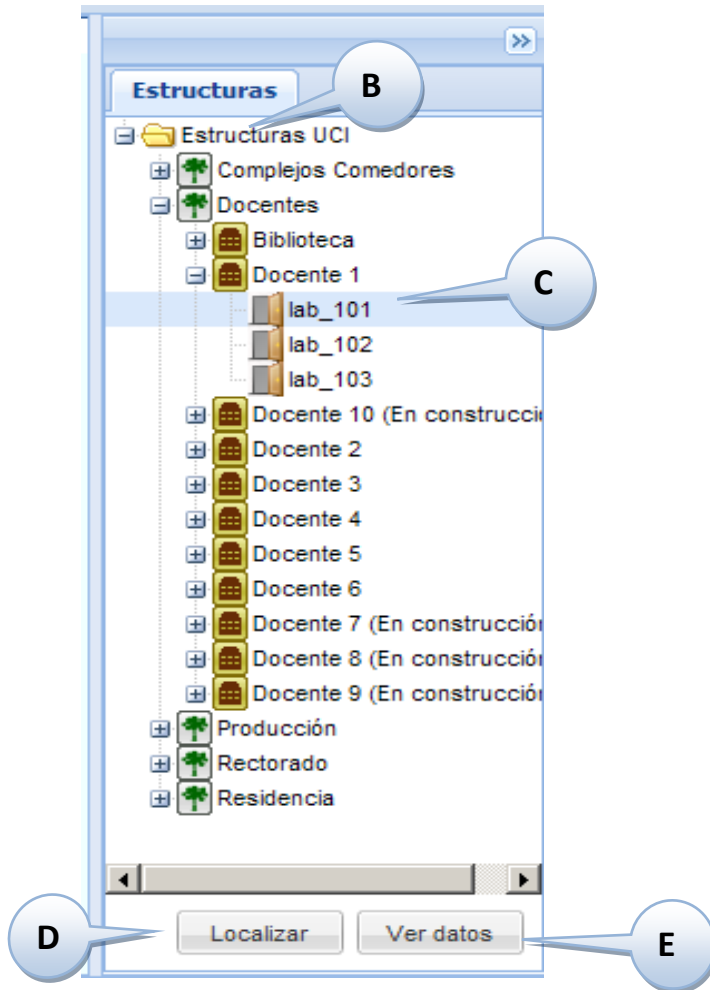 Estructuras
B
Estructuras UCI
Complejos Comedores
Docentes
Biblioteca
Docente 1
C
lab_101
lab_102
lab_103
Docente 10 (En construcci
Docente 2
Docente 3
Docente 4
Docente 5
Docente 6
Docente 7 (En construcción
Docente 8 (En construcción
Docente 9 (En construcción
Producción
Rectorado
Residencia
D
Localizar
Ver datos
E